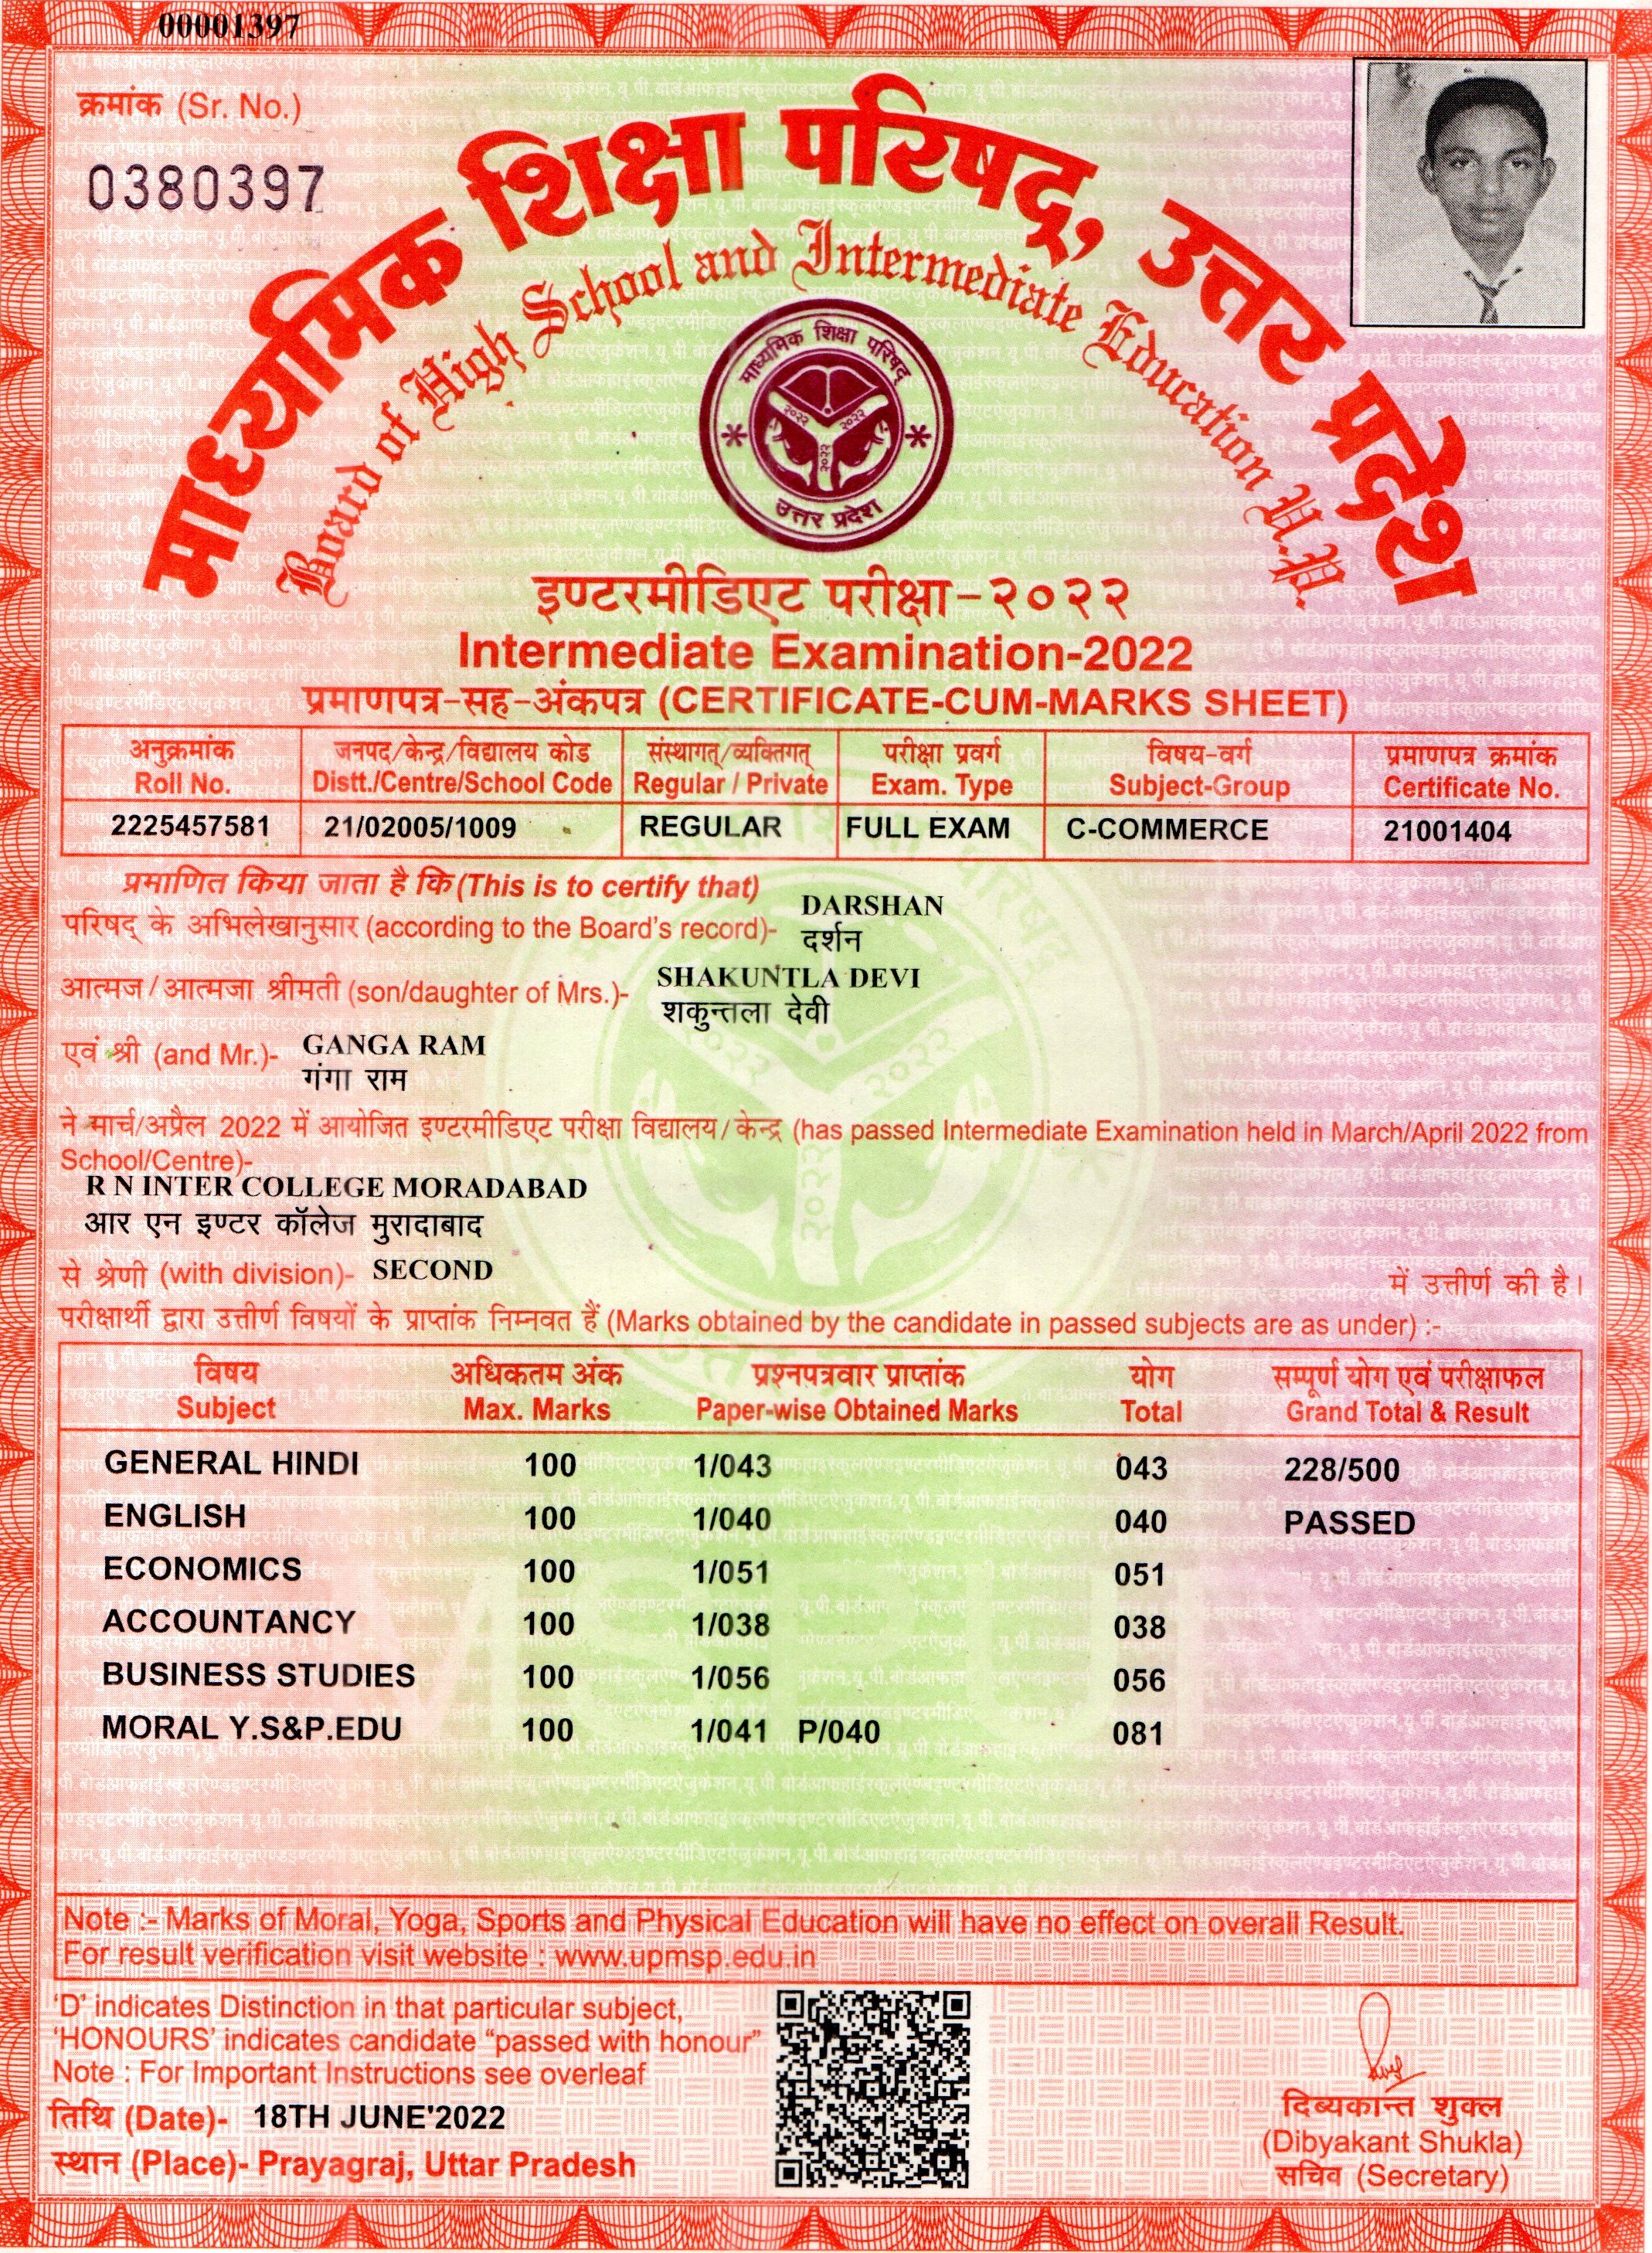 00001397
क्रमांक (Sr. No.)
0380397
माध्यमिक शिक्षा परिषद्, उत्तर प्रदेश
Board of High School and Intermediate Education U.P.
माध्यमिक शिक्षा परिषद्
२०२२ २०२२
२०२२
उत्तर प्रदेश
इण्टरमीडिएट परीक्षा-२०२२
Intermediate Examination-2022
प्रमाणपत्र-सह-अंकपत्र (CERTIFICATE-CUM-MARKS SHEET)
अनुक्रमांक जनपद/केन्द्र/विद्यालय कोड संस्थागत्/व्यक्तिगत् परीक्षा प्रवर्ग विषय-वर्ग प्रमाणपत्र क्रमांक
Roll No. Distt./Centre/School Code Regular / Private Exam. Type Subject-Group Certificate No.
2225457581 21/02005/1009 REGULAR FULL EXAM C-COMMERCE 21001404
प्रमाणित किया जाता है कि (This is to certify that)
DARSHAN
परिषद् के अभिलेखानुसार (according to the Board's record)-
दर्शन
SHAKUNTLA DEVI
आत्मज/आत्मजा श्रीमती (son/daughter of Mrs.)-
शकुन्तला देवी
एवं श्री (and Mr.)- GANGA RAM
गंगा राम
ने मार्च/अप्रैल 2022 में आयोजित इण्टरमीडिएट परीक्षा विद्यालय/केन्द्र (has passed Intermediate Examination held in March/April 2022 from
School/Centre)-
R N INTER COLLEGE MORADABAD
आर एन इण्टर कॉलेज मुरादाबाद
से श्रेणी (with division)- SECOND में उत्तीर्ण की है।
परीक्षार्थी द्वारा उत्तीर्ण विषयों के प्राप्तांक निम्नवत हैं (Marks obtained by the candidate in passed subjects are as under) :-
विषय अधिकतम अंक प्रश्नपत्रवार प्राप्तांक योग सम्पूर्ण योग एवं परीक्षाफल
Subject Max. Marks Paper-wise Obtained Marks Total Grand Total & Result
GENERAL HINDI 100 1/043 043 228/500
ENGLISH 100 1/040 040 PASSED
ECONOMICS 100 1/051 051
ACCOUNTANCY 100 1/038 038
BUSINESS STUDIES 100 1/056 056
MORAL Y.S&P.EDU 100 1/041 P/040 081
Note :- Marks of Moral, Yoga, Sports and Physical Education will have no effect on overall Result.
For result verification visit website : www.upmsp.edu.in
'D' indicates Distinction in that particular subject,
'HONOURS' indicates candidate "passed with honour"
Note : For Important Instructions see overleaf
तिथि (Date)- 18TH JUNE'2022
स्थान (Place)- Prayagraj, Uttar Pradesh
दिब्यकान्त शुक्ल
(Dibyakant Shukla)
सचिव (Secretary)